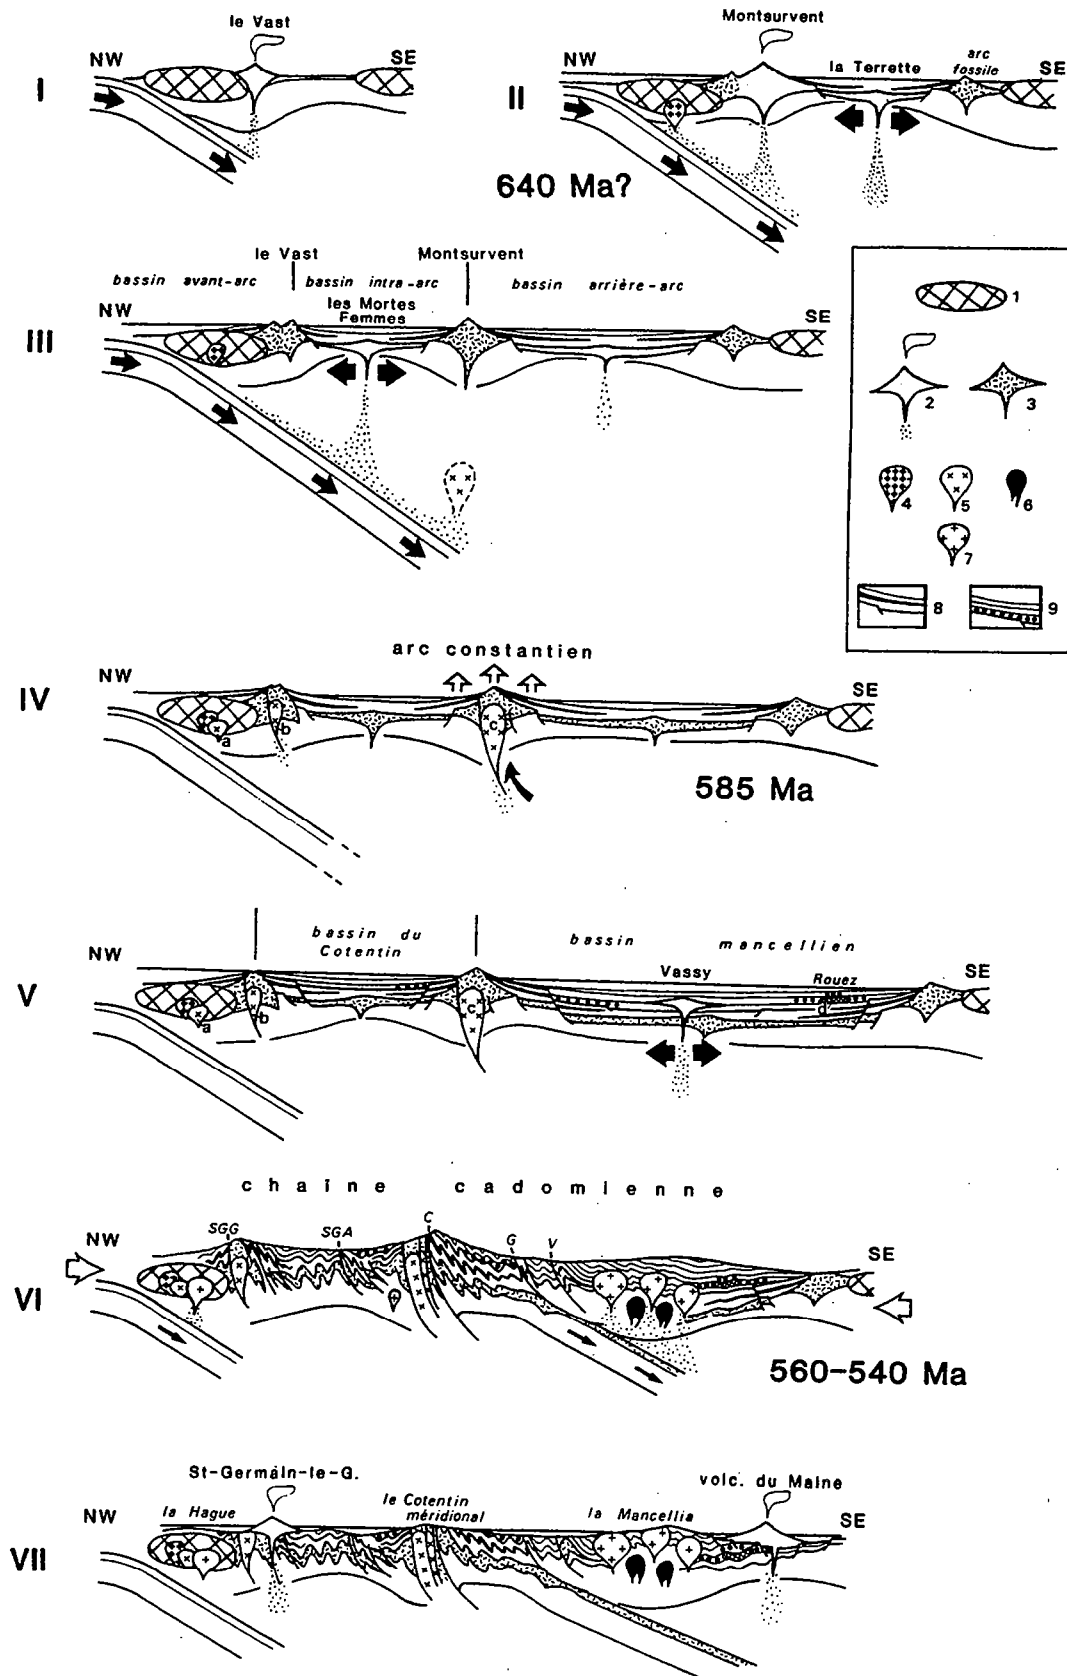 le Vast
NW
SE
I
Montsurvent
NW
la Terrette
arc
fossile
SE
II
640 Ma?
le Vast
Montsurvent
bassin avant-arc
bassin intra-arc
bassin arrière-arc
les Mortes
Femmes
NW
SE
III
1
2
3
4
5
6
7
8
9
arc constantien
NW
SE
IV
a
b
c
585 Ma
bassin du
Cotentin
bassin mancellien
NW
Vassy
Rouez
SE
V
a
b
c
d
chaîne cadomienne
NW
SGG
SGA
C
G
V
SE
VI
560-540 Ma
St-Germain-le-G.
volc. du Maine
NW
la Hague
le Cotentin
méridional
la Mancellia
SE
VII